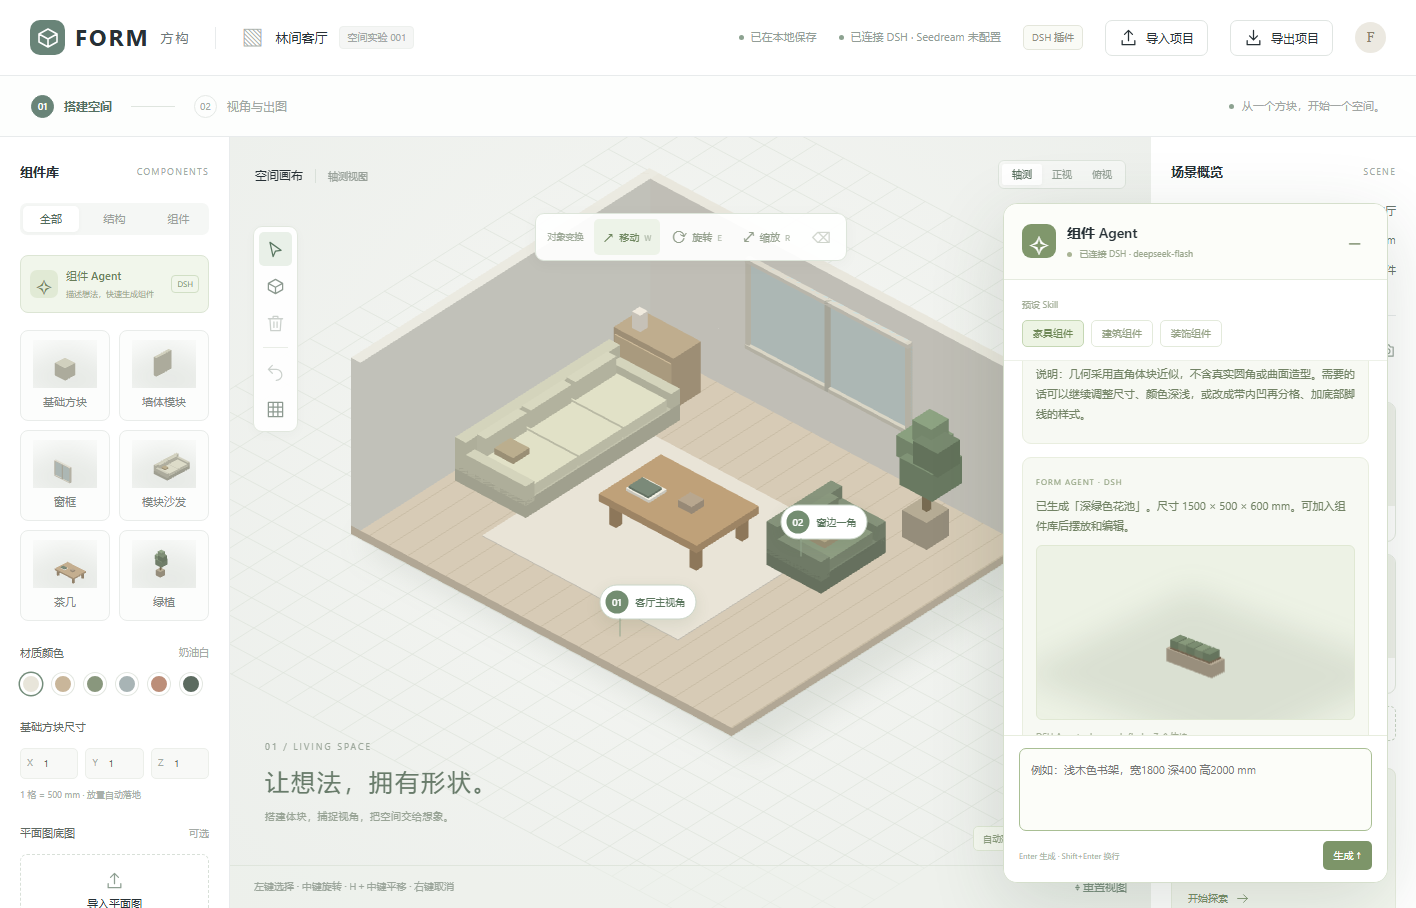 FORM 方构
林间客厅
空间实验 001
已在本地保存
已连接 DSH · Seedream 未配置
DSH 插件
导入项目
导出项目
F
01 搭建空间
02 视角与出图
从一个方块，开始一个空间。
组件库 COMPONENTS
全部 结构 组件
组件 Agent
描述想法，快速生成组件
DSH
基础方块 墙体模块
窗框 模块沙发
茶几 绿植
材质颜色 奶油白
基础方块尺寸
X 1 Y 1 Z 1
1 格 = 500 mm · 放置自动落地
平面图底图 可选
导入平面图
空间画布 轴测视图
轴测 正视 俯视
对象变换 移动 W 旋转 E 缩放 R
02 窗边一角
01 客厅主视角
01 / LIVING SPACE
让想法，拥有形状。
搭建体块，捕捉视角，把空间交给想象。
左键选择 · 中键旋转 · H + 中键平移 · 右键取消
重置视图
场景概览 SCENE
厅
m
件
组件 Agent
已连接 DSH · deepseek-flash
预设 Skill
家具组件 建筑组件 装饰组件
说明：几何采用直角体块近似，不含真实圆角或曲面造型。需要的
话可以继续调整尺寸、颜色深浅，或改成带内凹再分格、加底部脚
线的样式。
FORM AGENT · DSH
已生成「深绿色花池」。尺寸 1500 × 500 × 600 mm。可加入组
件库后摆放和编辑。
例如：浅木色书架，宽1800 深400 高2000 mm
Enter 生成 · Shift+Enter 换行
生成 ↑
开始探索 →